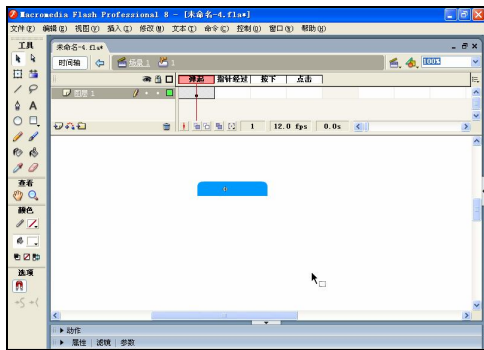 Macromedia Flash Professional 8 - [未命名-4.fla*]
文件(F) 编辑(E) 视图(V) 插入(I) 修改(M) 文本(T) 命令(C) 控制(O) 窗口(W) 帮助(H)
工具
未命名-4.fla*
时间轴 场景 1 1 100%
弹起 指针经过 按下 点击
图层 1
1 12.0 fps 0.0s
查看
颜色
选项
动作
属性 滤镜 参数